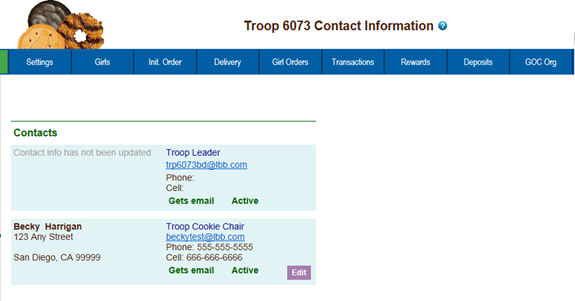 Troop 6073 Contact Information ?
Settings Girls Init. Order Delivery Girl Orders Transactions Rewards Deposits GOC Org
Contacts
Contact info has not been updated. Troop Leader
trp6073bd@lbb.com
Phone:
Cell:
Gets email Active
Becky Harrigan Troop Cookie Chair
123 Any Street beckytest@lbb.com
Phone: 555-555-5555
San Diego, CA 99999 Cell: 666-666-6666
Gets email Active
Edit